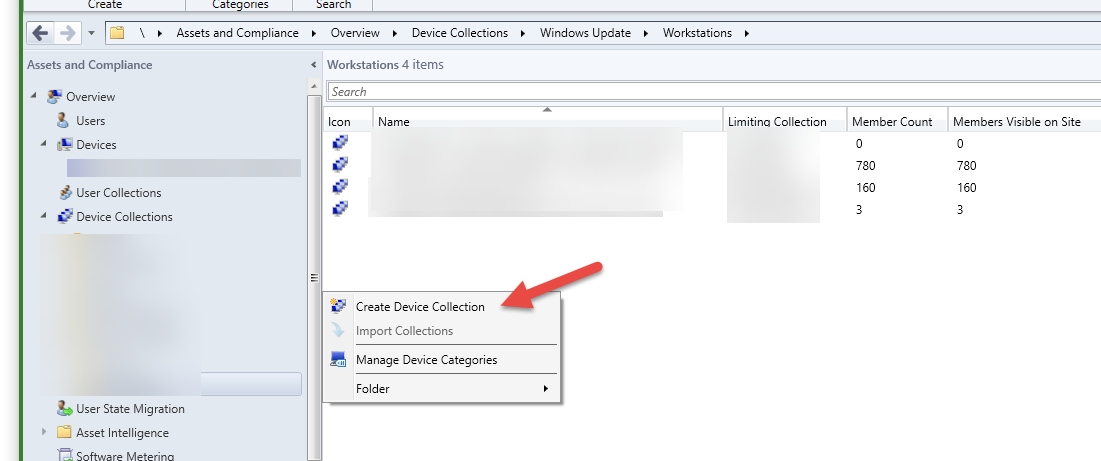 Create Categories Search
\ Assets and Compliance Overview Device Collections Windows Update Workstations
Assets and Compliance
Overview
Users
Devices
User Collections
Device Collections
User State Migration
Asset Intelligence
Software Metering
Workstations 4 items
Search
Icon Name Limiting Collection Member Count Members Visible on Site
0 0
780 780
160 160
3 3
Create Device Collection
Import Collections
Manage Device Categories
Folder